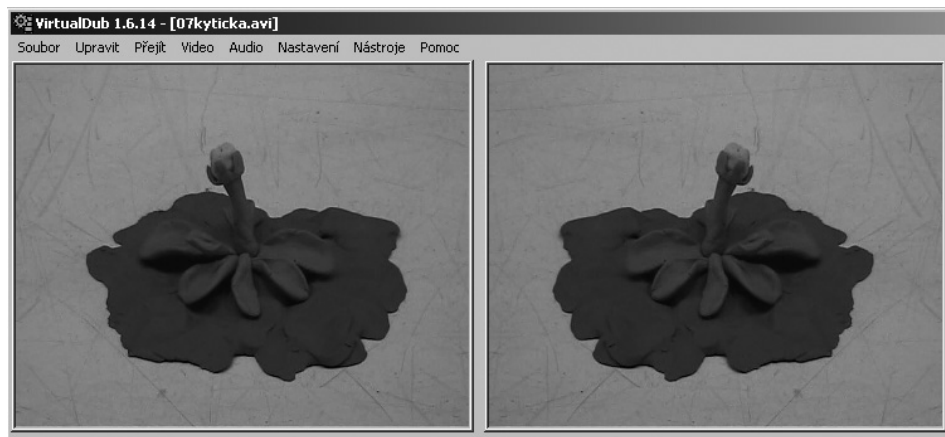 VirtualDub 1.6.14 - [07kyticka.avi]
Soubor Upravit Přejít Video Audio Nastavení Nástroje Pomoc